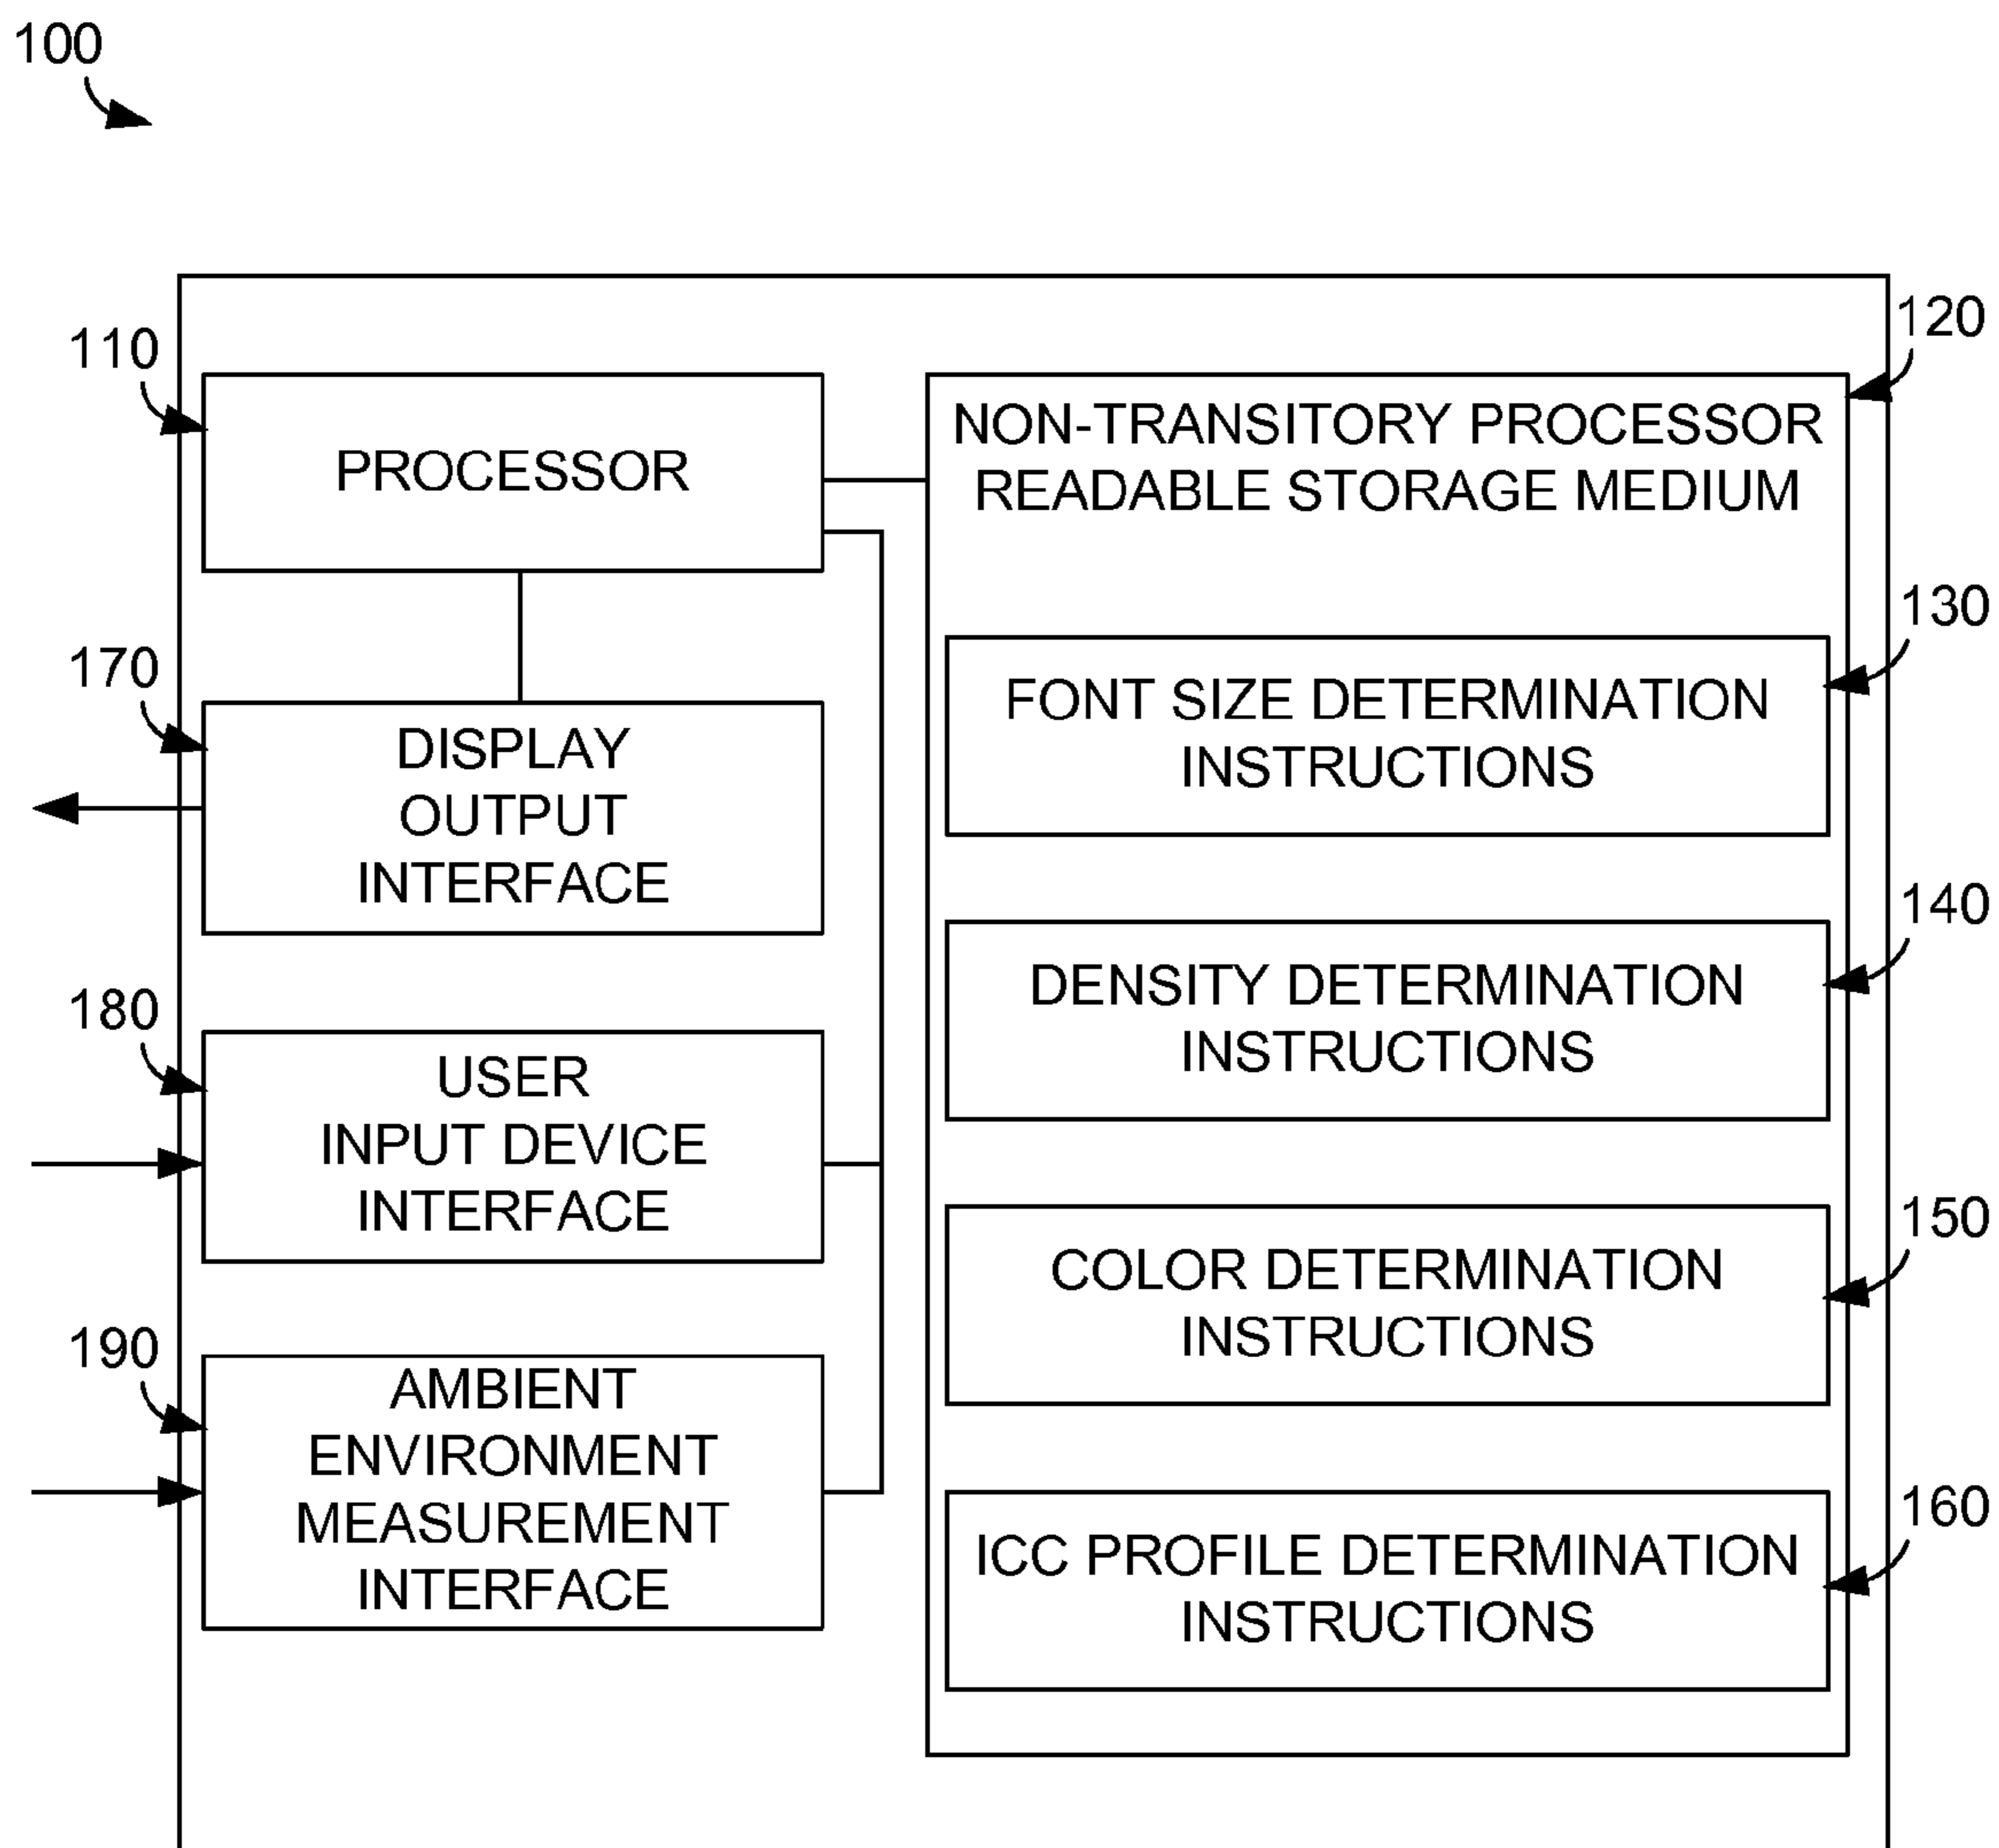 100
110
PROCESSOR
170
DISPLAY
OUTPUT
INTERFACE
180
USER
INPUT DEVICE
INTERFACE
190
AMBIENT
ENVIRONMENT
MEASUREMENT
INTERFACE
120
NON-TRANSITORY PROCESSOR
READABLE STORAGE MEDIUM
130
FONT SIZE DETERMINATION
INSTRUCTIONS
140
DENSITY DETERMINATION
INSTRUCTIONS
150
COLOR DETERMINATION
INSTRUCTIONS
160
ICC PROFILE DETERMINATION
INSTRUCTIONS